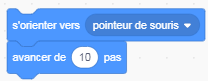 s'orienter vers pointeur de souris
avancer de 10 pas